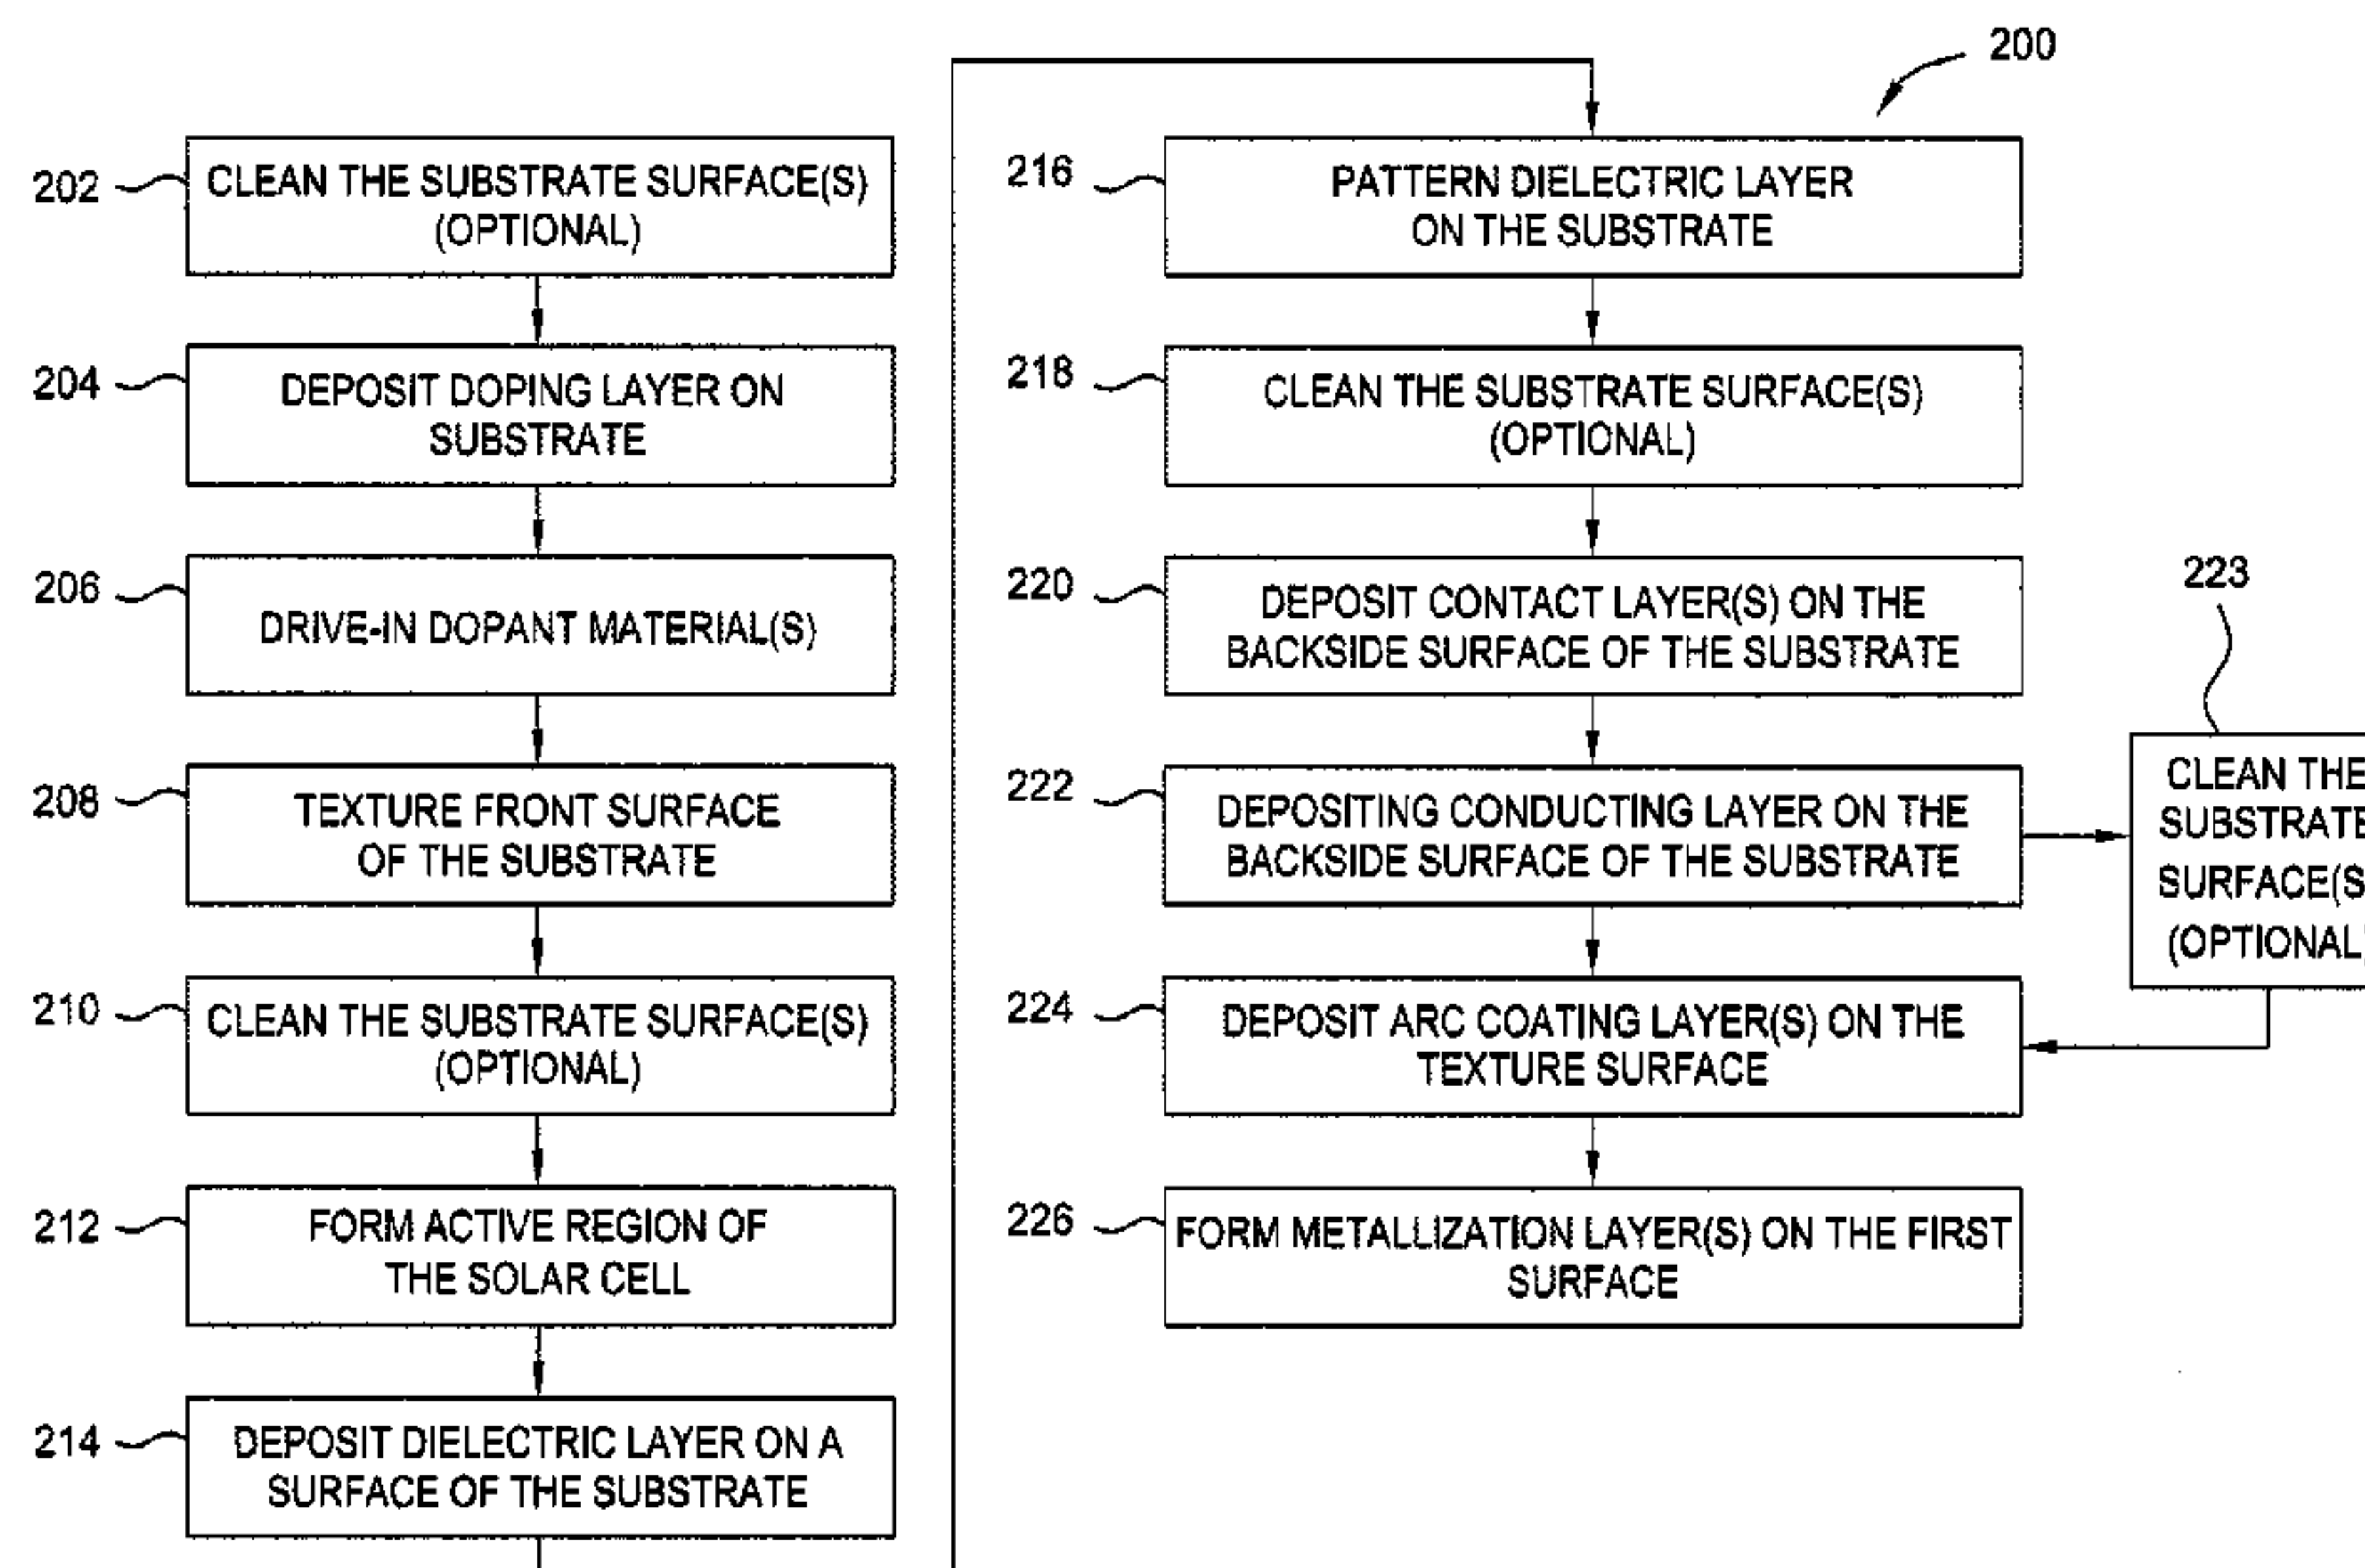 200
202
CLEAN THE SUBSTRATE SURFACE(S)
(OPTIONAL)
204
DEPOSIT DOPING LAYER ON
SUBSTRATE
206
DRIVE-IN DOPANT MATERIAL(S)
208
TEXTURE FRONT SURFACE
OF THE SUBSTRATE
210
CLEAN THE SUBSTRATE SURFACE(S)
(OPTIONAL)
212
FORM ACTIVE REGION OF
THE SOLAR CELL
214
DEPOSIT DIELECTRIC LAYER ON A
SURFACE OF THE SUBSTRATE
216
PATTERN DIELECTRIC LAYER
ON THE SUBSTRATE
218
CLEAN THE SUBSTRATE SURFACE(S)
(OPTIONAL)
220
DEPOSIT CONTACT LAYER(S) ON THE
BACKSIDE SURFACE OF THE SUBSTRATE
222
DEPOSITING CONDUCTING LAYER ON THE
BACKSIDE SURFACE OF THE SUBSTRATE
223
CLEAN THE
SUBSTRATE
SURFACE(S
(OPTIONAL)
224
DEPOSIT ARC COATING LAYER(S) ON THE
TEXTURE SURFACE
226
FORM METALLIZATION LAYER(S) ON THE FIRST
SURFACE